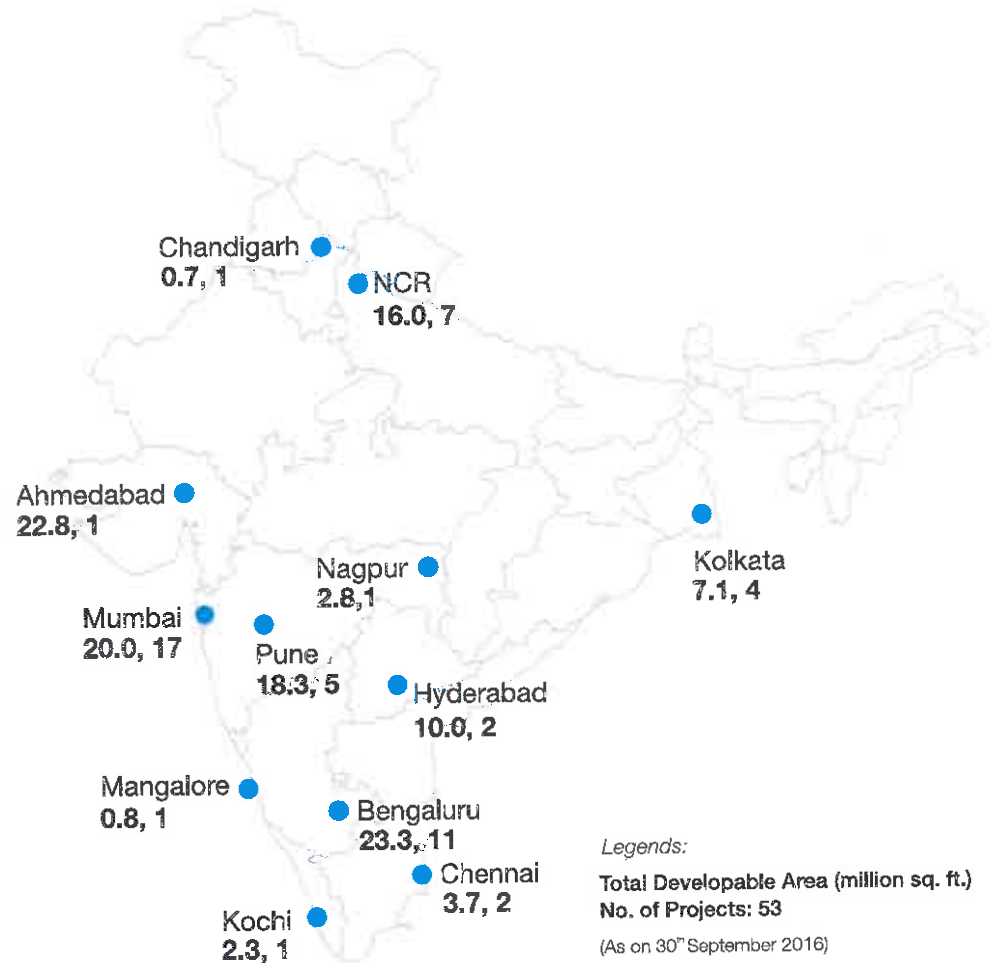 Chandigarh
0.7, 1
NCR
16.0, 7
Ahmedabad
22.8, 1
Kolkata
7.1, 4
Nagpur
2.8,1
Mumbai
20.0, 17
Pune
18.3, 5
Hyderabad
10.0, 2
Mangalore
0.8, 1
Bengaluru
23.3, 11
Chennai
3.7, 2
Kochi
2.3, 1
Legends:
Total Developable Area (million sq. ft.)
No. of Projects: 53
(As on 30th September 2016)